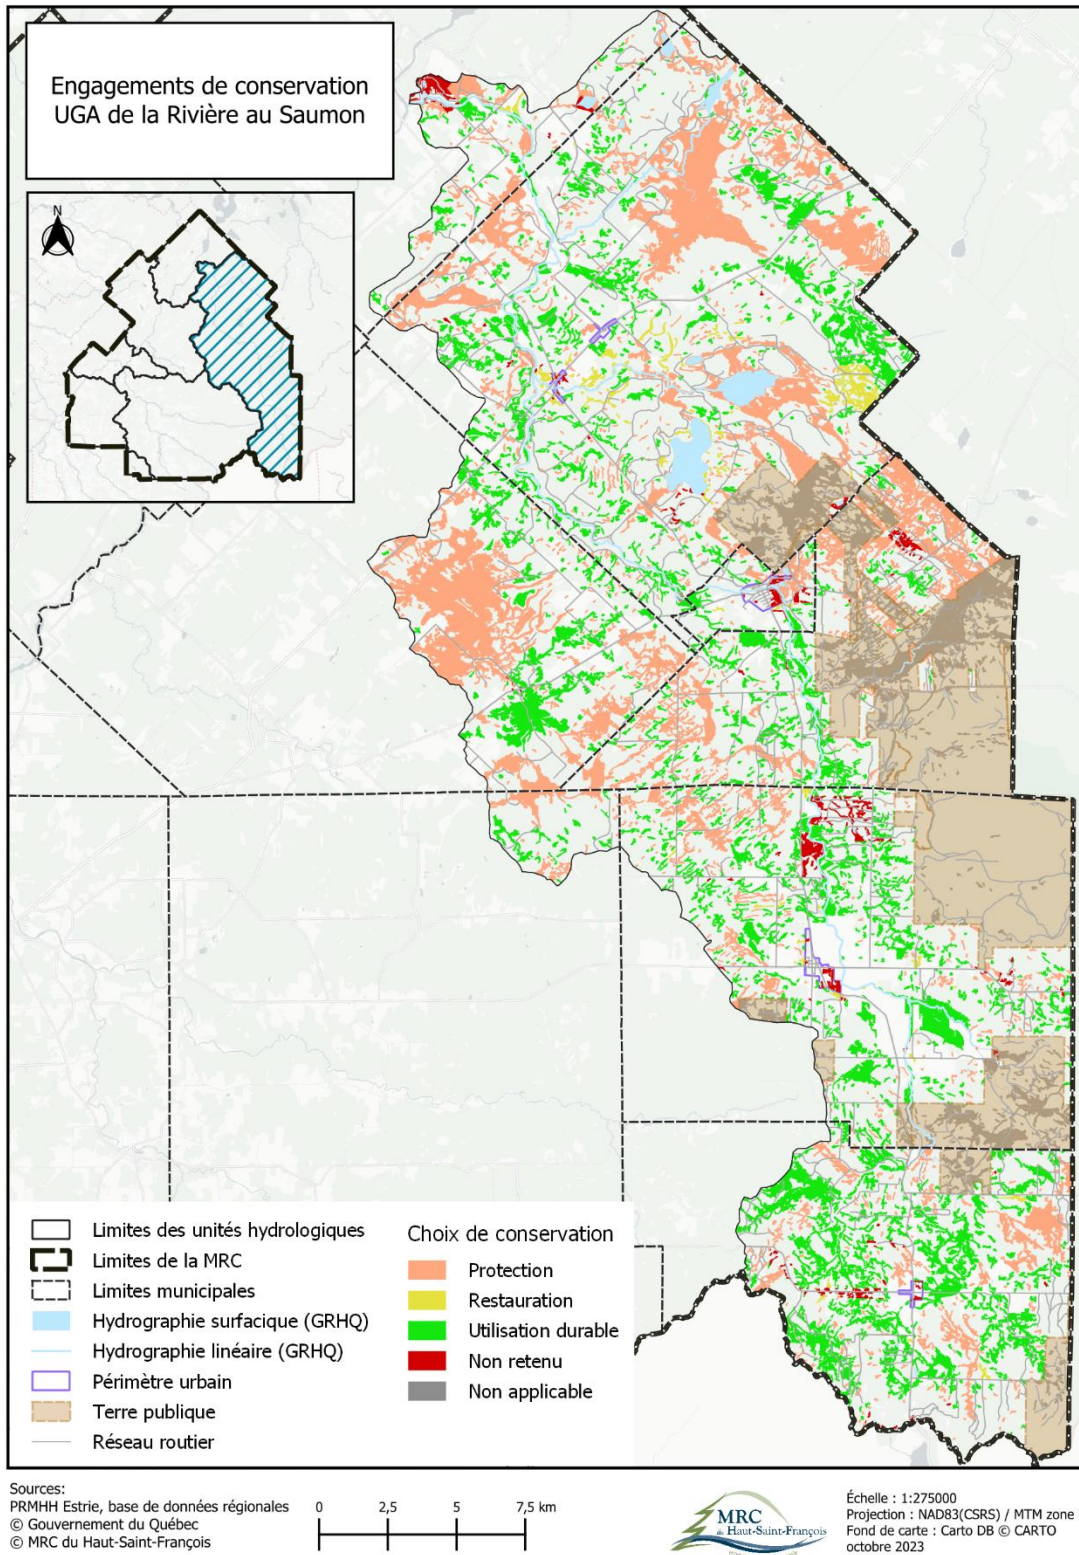 Engagements de conservation
UGA de la Rivière au Saumon
N
Limites des unités hydrologiques
Limites de la MRC
Limites municipales
Hydrographie surfacique (GRHQ)
Hydrographie linéaire (GRHQ)
Périmètre urbain
Terre publique
Réseau routier
Choix de conservation
Protection
Restauration
Utilisation durable
Non retenu
Non applicable
Sources:
PRMHH Estrie, base de données régionales
© Gouvernement du Québec
© MRC du Haut-Saint-François
0 2,5 5 7,5 km
MRC
du Haut-Saint-François
Échelle : 1:275000
Projection : NAD83(CSRS) / MTM zone
Fond de carte : Carto DB © CARTO
octobre 2023